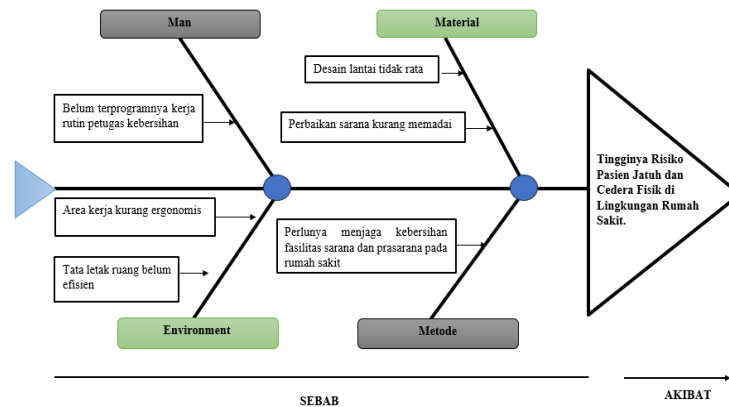 Man
Material
Desain lantai tidak rata
Belum terprogramnya kerja
rutin petugas kebersihan
Perbaikan sarana kurang memadai
Tingginya Risiko
Pasien Jatuh dan
Cedera Fisik di
Lingkungan Rumah
Sakit.
Area kerja kurang ergonomis
Perlunya menjaga kebersihan
fasilitas sarana dan prasarana pada
rumah sakit
Tata letak ruang belum
efisien
Environment
Metode
SEBAB
AKIBAT